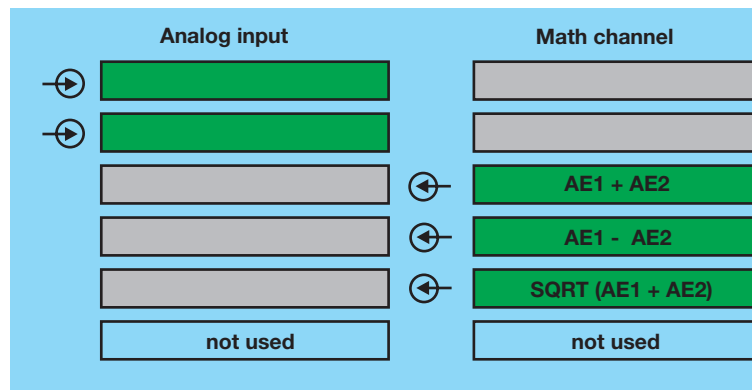 Analog input
Math channel
AE1 + AE2
AE1 - AE2
SQRT (AE1 + AE2)
not used
not used